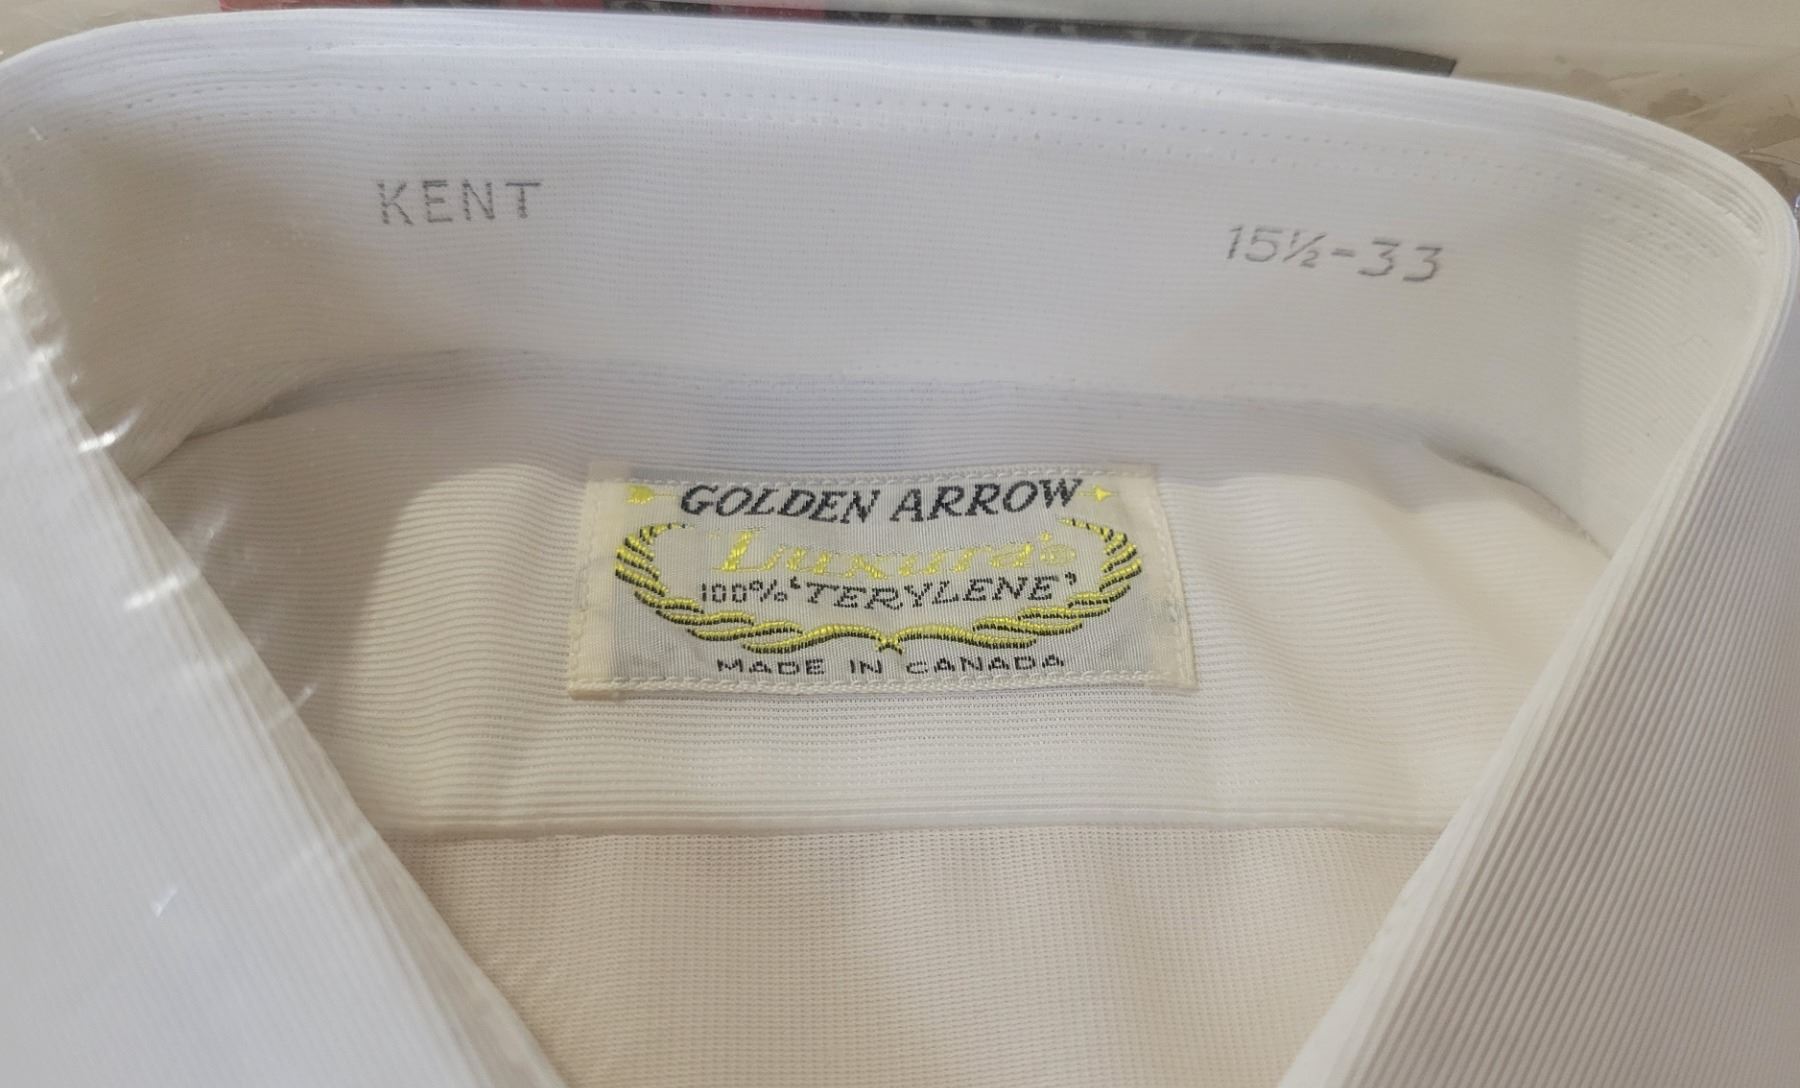 KENT
15½-33
GOLDEN ARROW
Luxura's
100% 'TERYLENE'
MADE IN CANADA